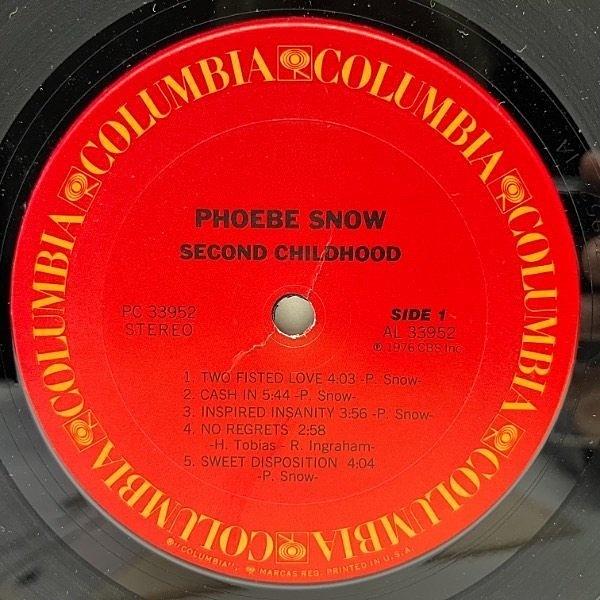 COLUMBIA COLUMBIA COLUMBIA COLUMBIA COLUMBIA COLUMBIA
PHOEBE SNOW
SECOND CHILDHOOD
PC 33952
STEREO
SIDE 1
AL 33952
℗ 1976 CBS Inc.
1. TWO FISTED LOVE 4:03 -P. Snow-
2. CASH IN 5:44 -P. Snow-
3. INSPIRED INSANITY 3:56 -P. Snow-
4. NO REGRETS 2:58
-H. Tobias - R. Ingraham-
5. SWEET DISPOSITION 4:04
-P. Snow-
® "COLUMBIA", MARCAS REG. PRINTED IN U.S.A.